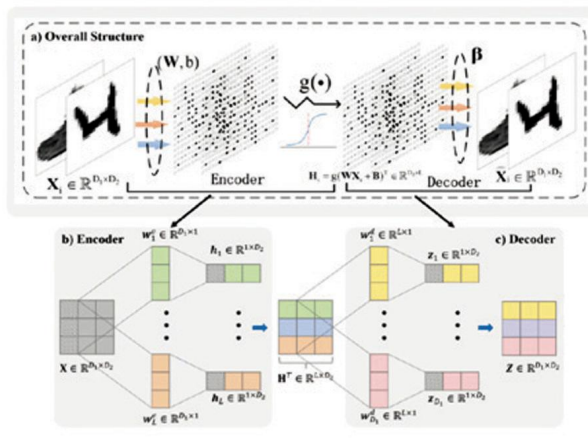 a) Overall Structure
(W,b)
g(•)
β
X_i ∈ ℝ^{D_1×D_2}
Encoder
H_i = g(WX_i + B)^T ∈ ℝ^{D_2×L}
Decoder
X̄_i ∈ ℝ^{D_1×D_2}
b) Encoder
w_1^e ∈ ℝ^{D_1×1}
h_1 ∈ ℝ^{1×D_2}
X ∈ ℝ^{D_1×D_2}
w_L^e ∈ ℝ^{D_1×1}
h_L ∈ ℝ^{1×D_2}
H^T ∈ ℝ^{L×D_2}
c) Decoder
w_1^d ∈ ℝ^{L×1}
z_1 ∈ ℝ^{1×D_2}
w_{D_1}^d ∈ ℝ^{L×1}
z_{D_1} ∈ ℝ^{1×D_2}
Z ∈ ℝ^{D_1×D_2}